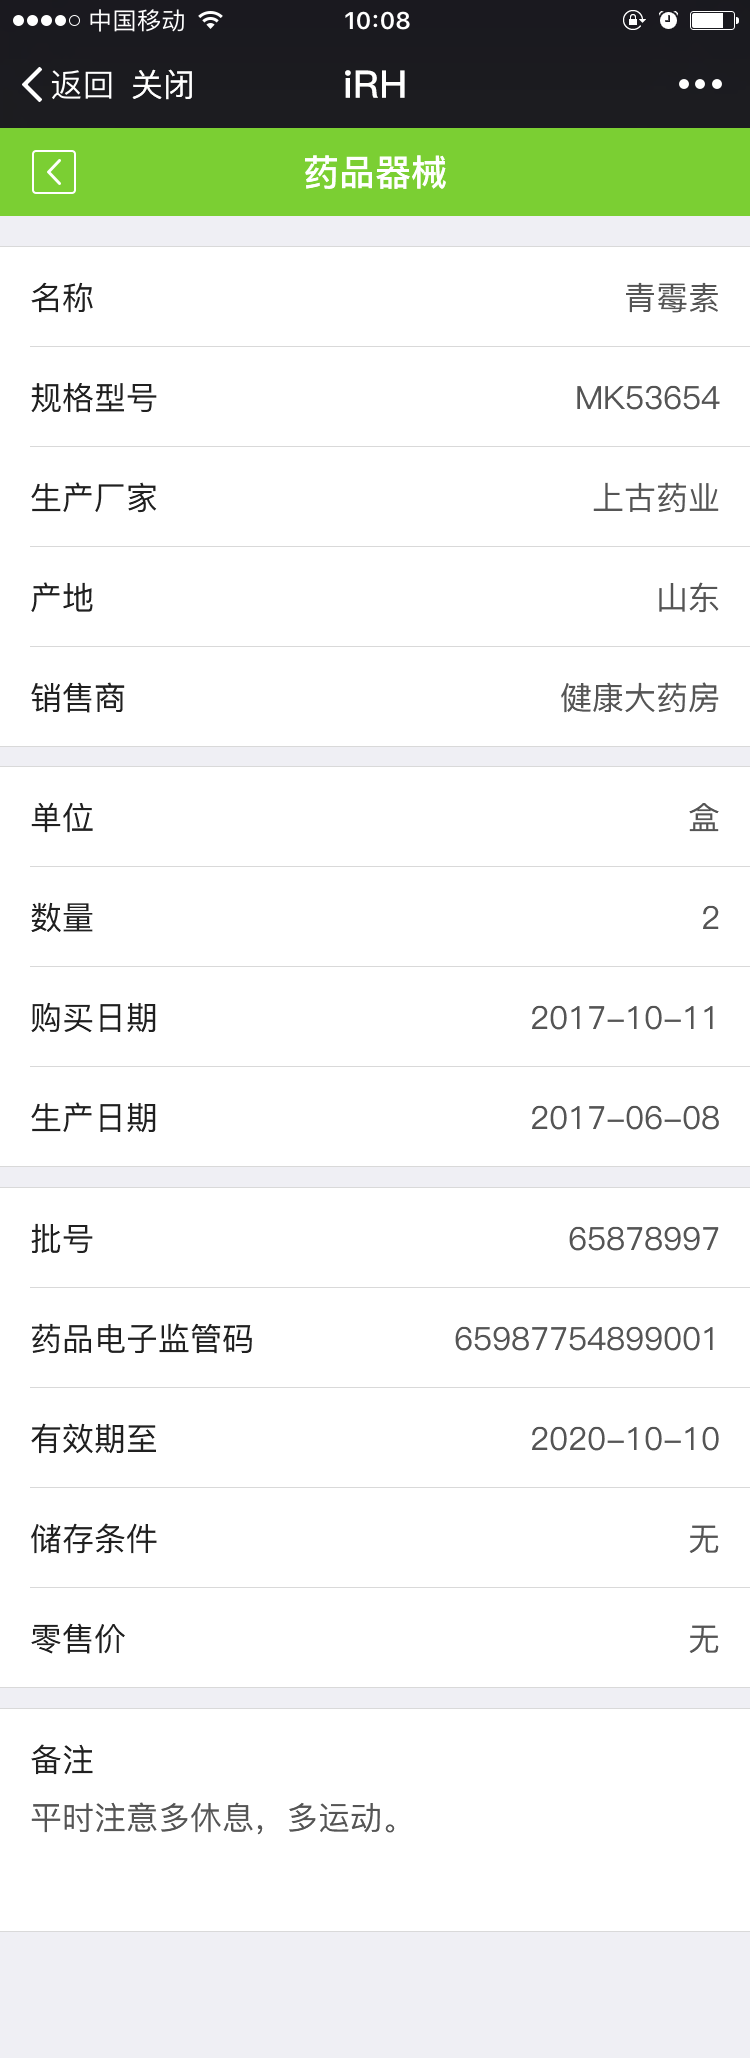 中国移动 10:08
返回 关闭 iRH
药品器械
名称 青霉素
规格型号 MK53654
生产厂家 上古药业
产地 山东
销售商 健康大药房
单位 盒
数量 2
购买日期 2017-10-11
生产日期 2017-06-08
批号 65878997
药品电子监管码 65987754899001
有效期至 2020-10-10
储存条件 无
零售价 无
备注
平时注意多休息，多运动。